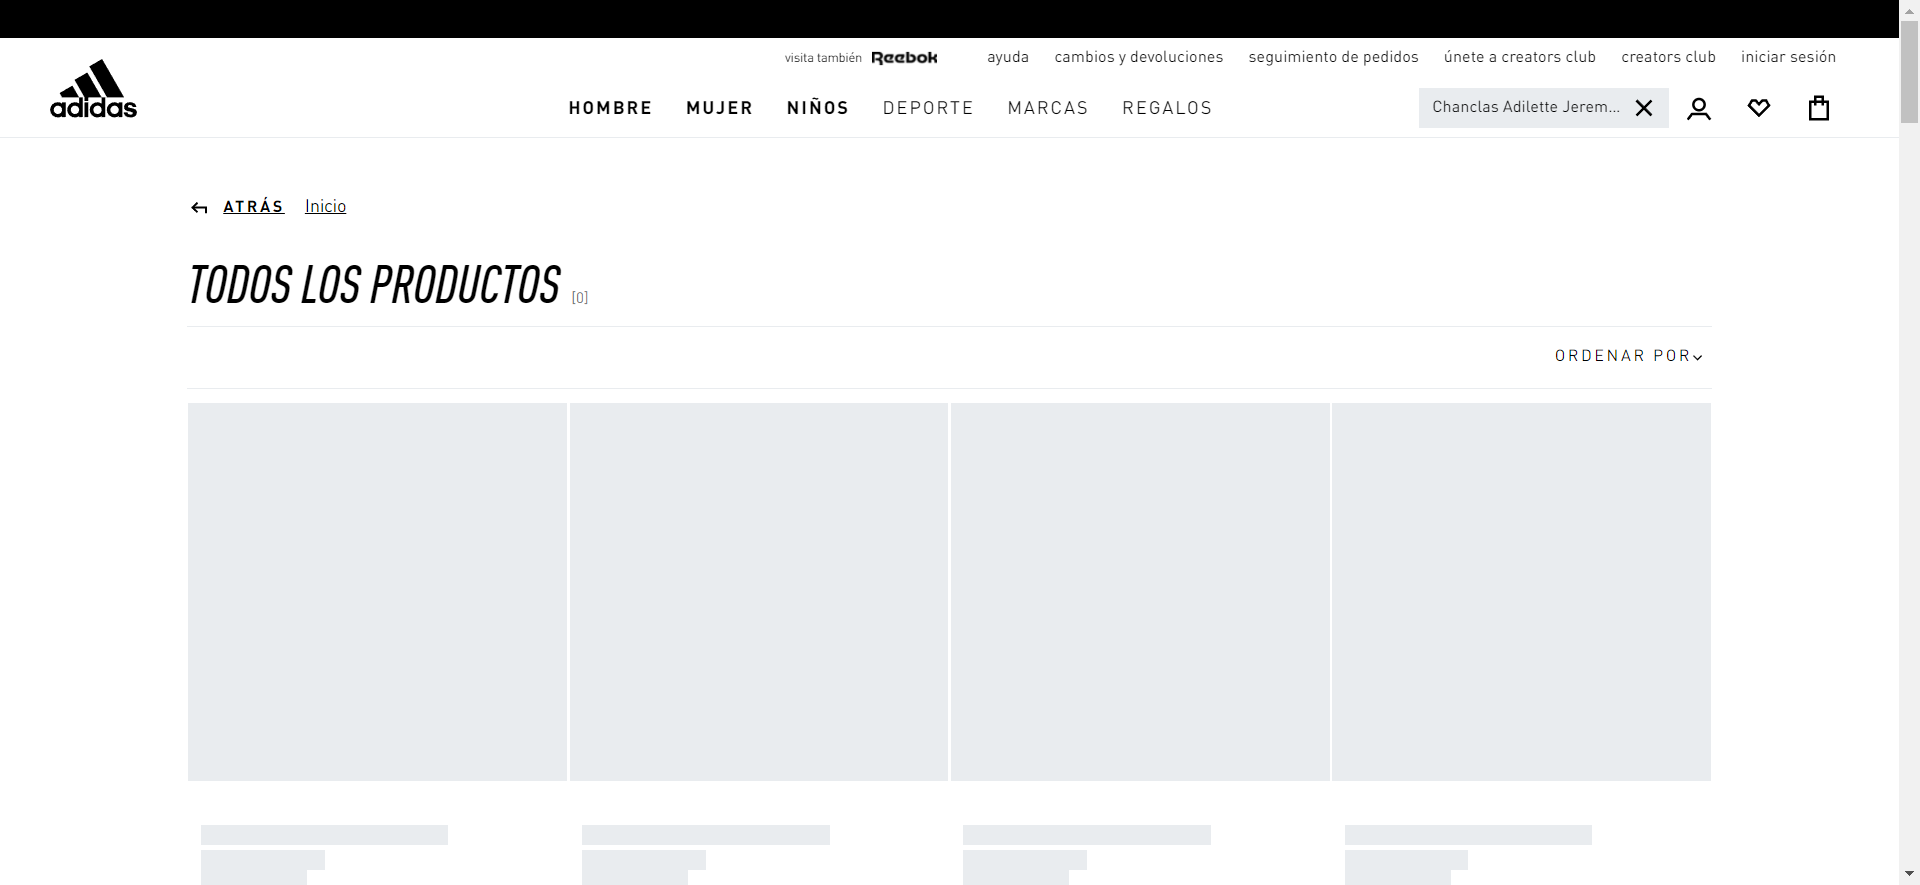 visita también Reebok ayuda cambios y devoluciones seguimiento de pedidos únete a creators club creators club iniciar sesión
adidas
HOMBRE MUJER NIÑOS DEPORTE MARCAS REGALOS
Chanclas Adilette Jerem...
ATRÁS Inicio
TODOS LOS PRODUCTOS [0]
ORDENAR POR